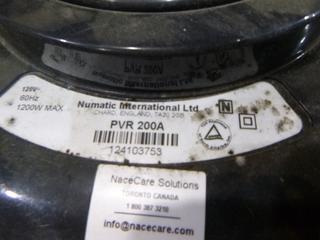 120V~
60Hz
1200W MAX
Numatic International Ltd.
CHARD, ENGLAND, TA20 2GB
PVR 200A
124103753
N
NaceCare Solutions
TORONTO CANADA
1 800 387 3210
info@nacecare.com